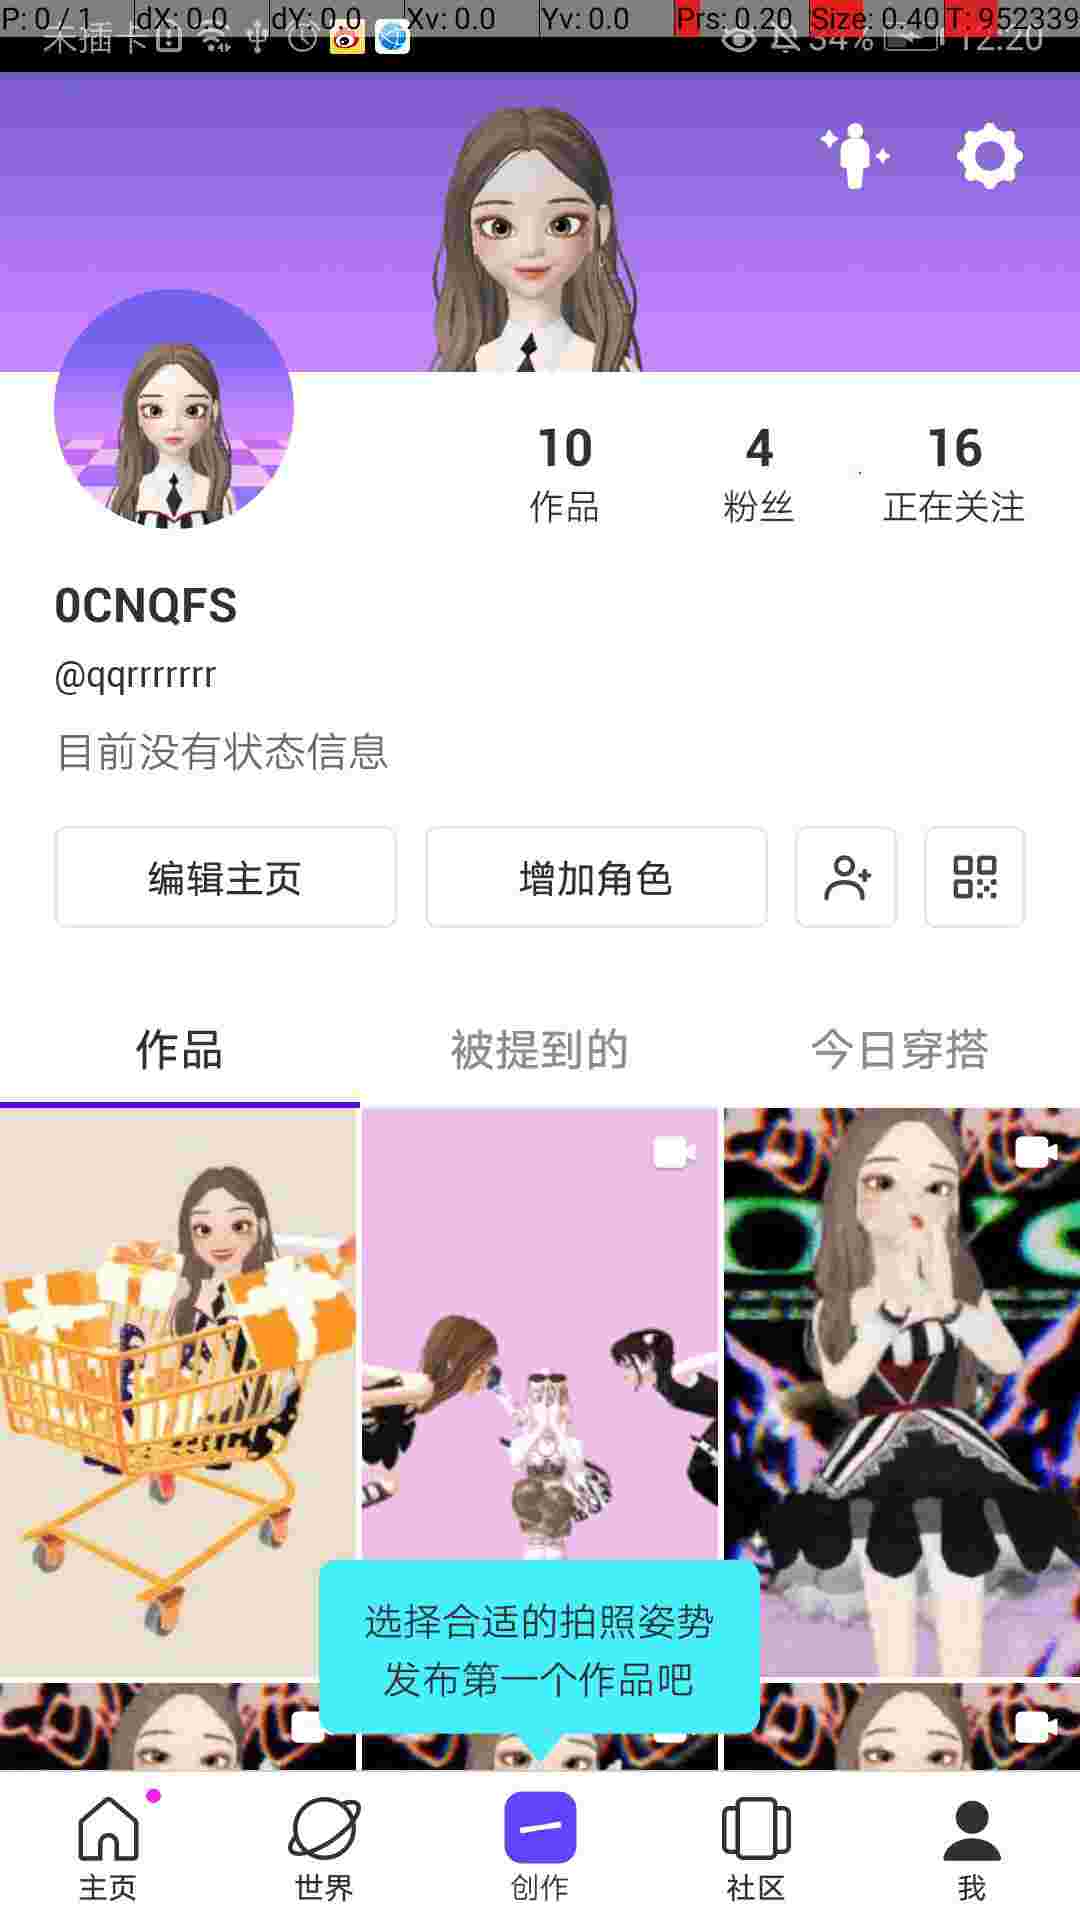 P: 0 / 1 dX: 0.0 dY: 0.0 Xv: 0.0 Yv: 0.0 Prs: 0.20 Size: 0.40 T: 952339
未插卡 34% 12:20
10 4 16
作品 粉丝 正在关注
0CNQFS
@qqrrrrrrr
目前没有状态信息
编辑主页 增加角色
作品 被提到的 今日穿搭
选择合适的拍照姿势
发布第一个作品吧
主页 世界 创作 社区 我